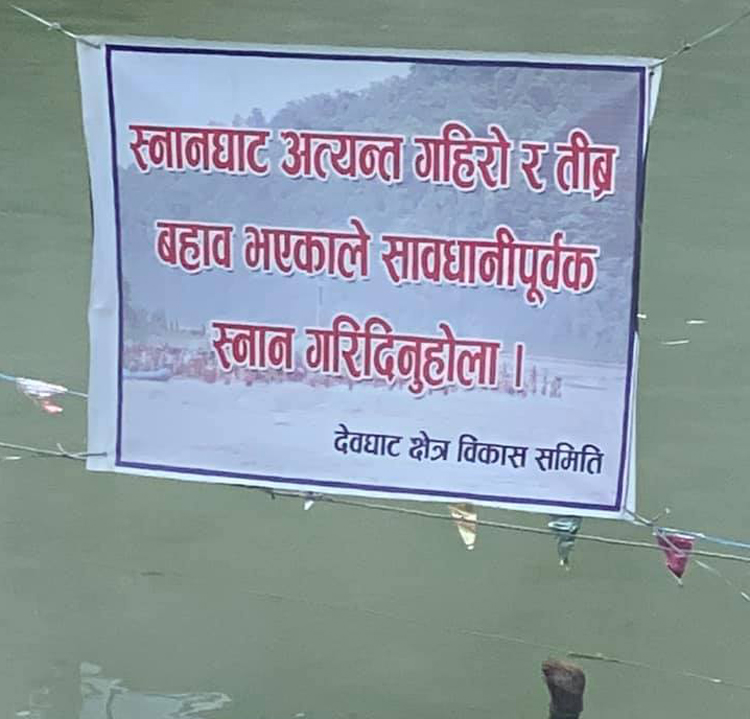 स्नानघाट अत्यन्त गहिरो र तीब्र
बहाव भएकाले सावधानीपूर्वक
स्नान गरिदिनुहोला ।
देवघाट क्षेत्र विकास समिति